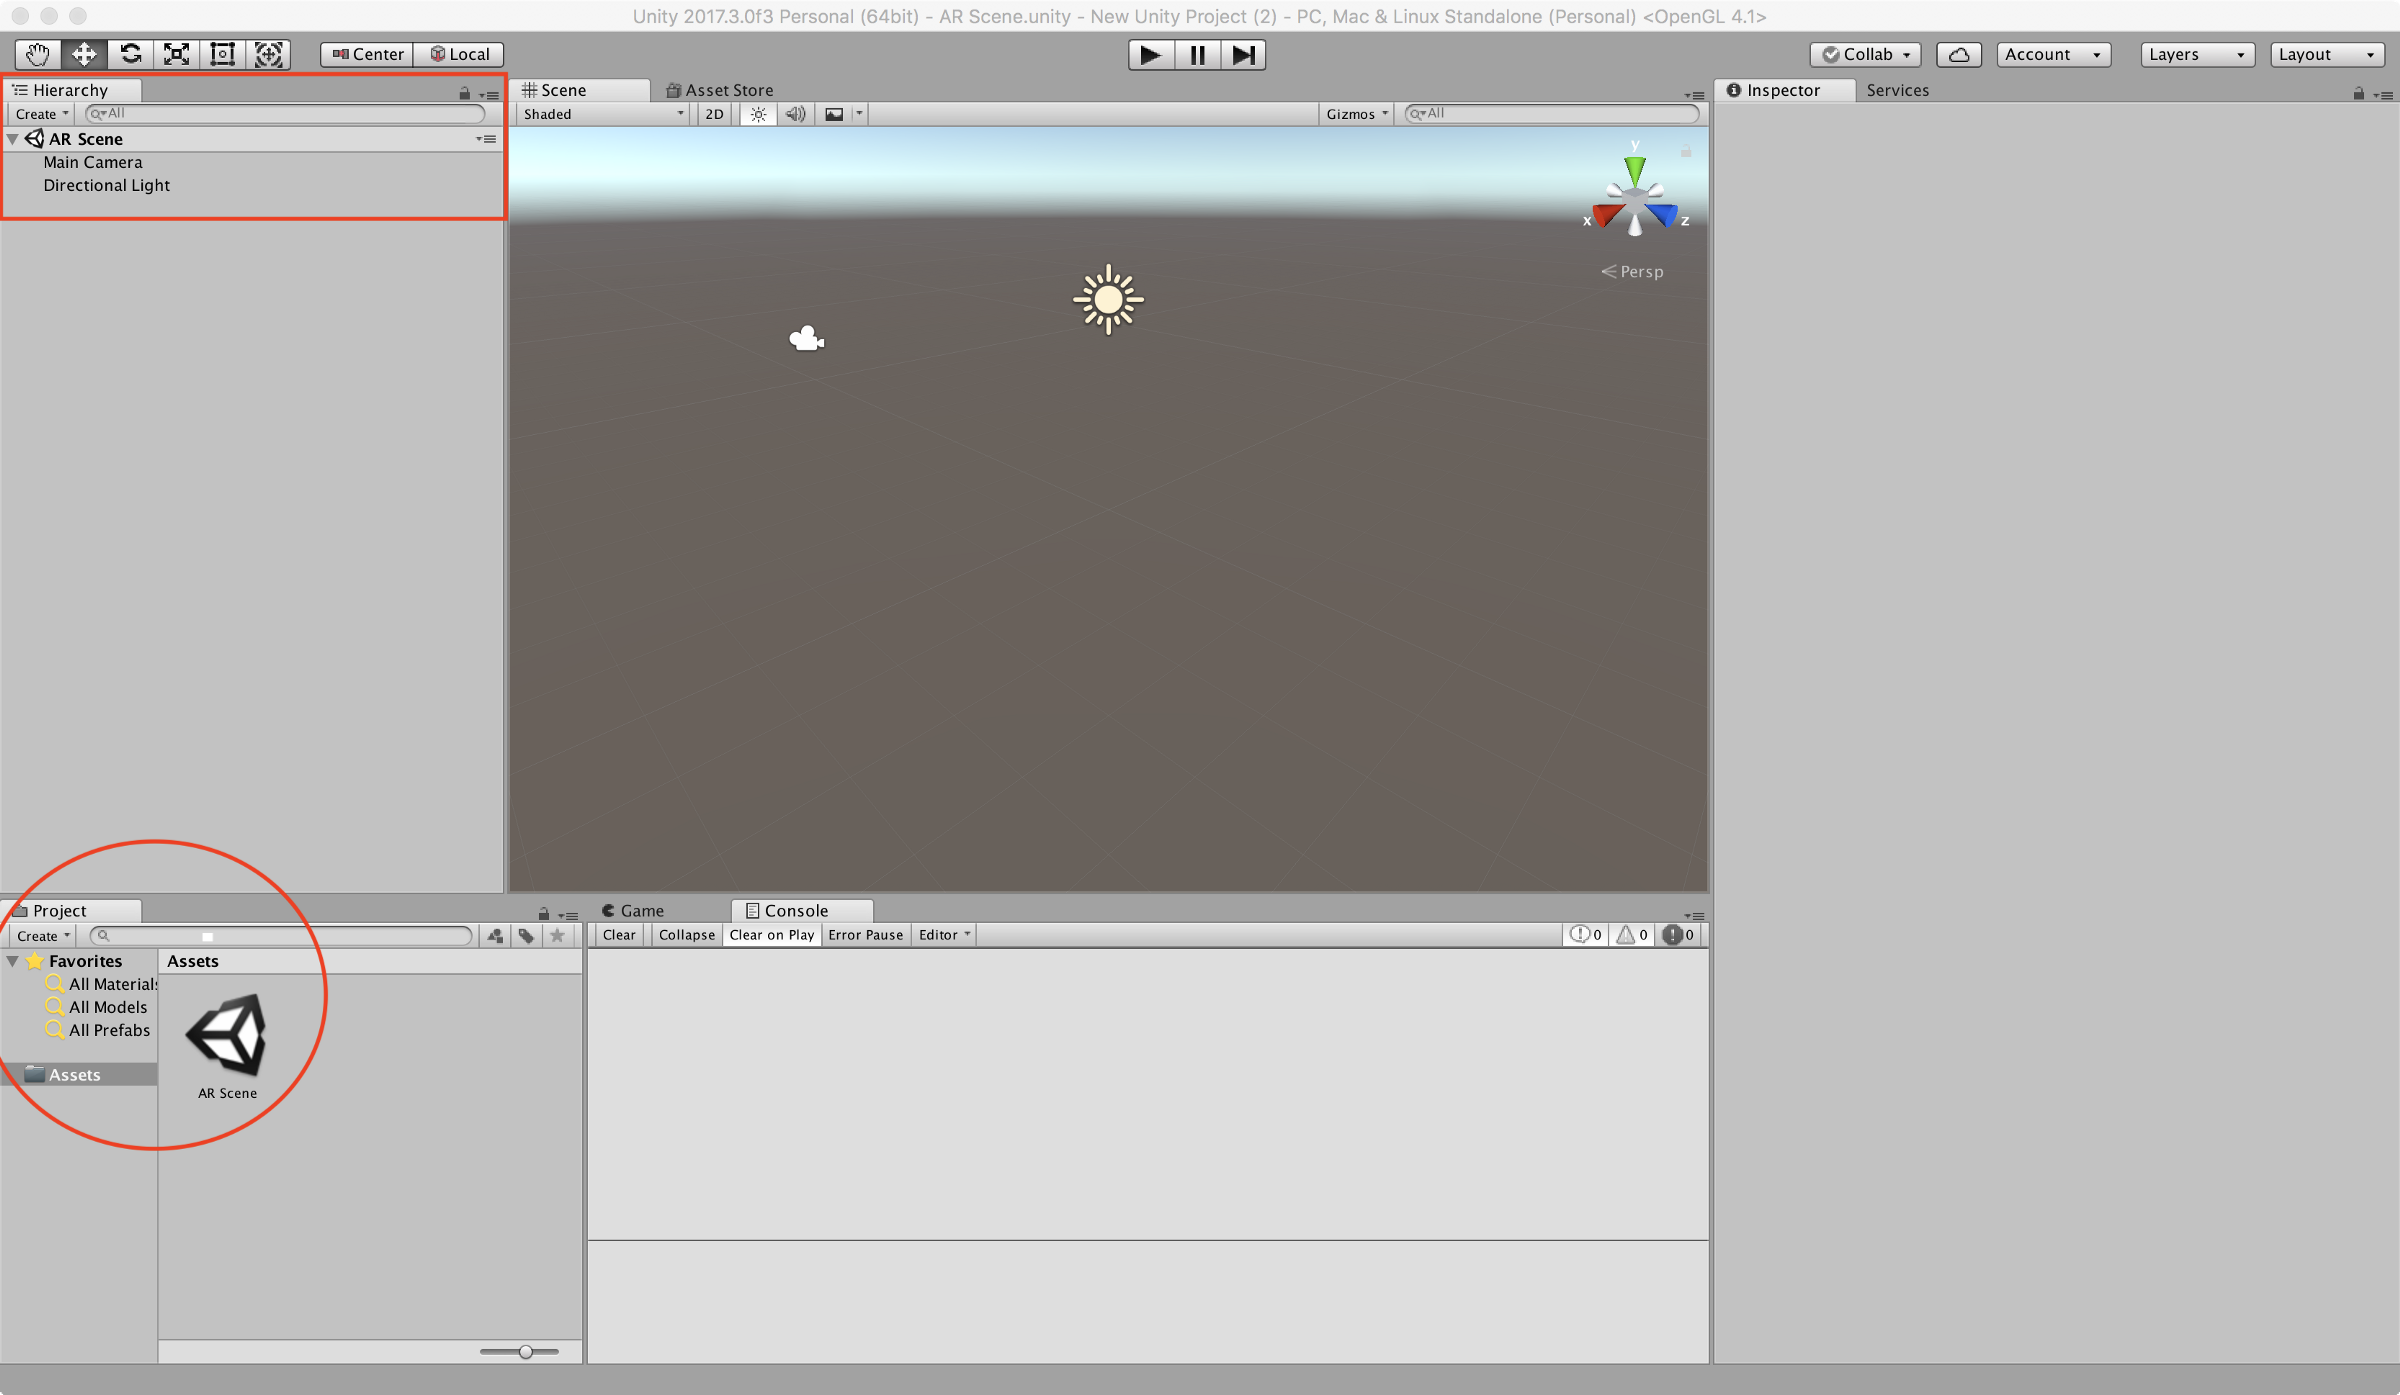 Unity 2017.3.0f3 Personal (64bit) - AR Scene.unity - New Unity Project (2) - PC, Mac & Linux Standalone (Personal) <OpenGL 4.1>
Center Local Collab Account Layers Layout
Hierarchy
Create All
AR Scene
Main Camera
Directional Light
Scene Asset Store
Shaded 2D Gizmos All
y
x z
Persp
Inspector Services
Project
Create
Favorites
All Materials
All Models
All Prefabs
Assets
Assets
AR Scene
Game Console
Clear Collapse Clear on Play Error Pause Editor 0 0 0